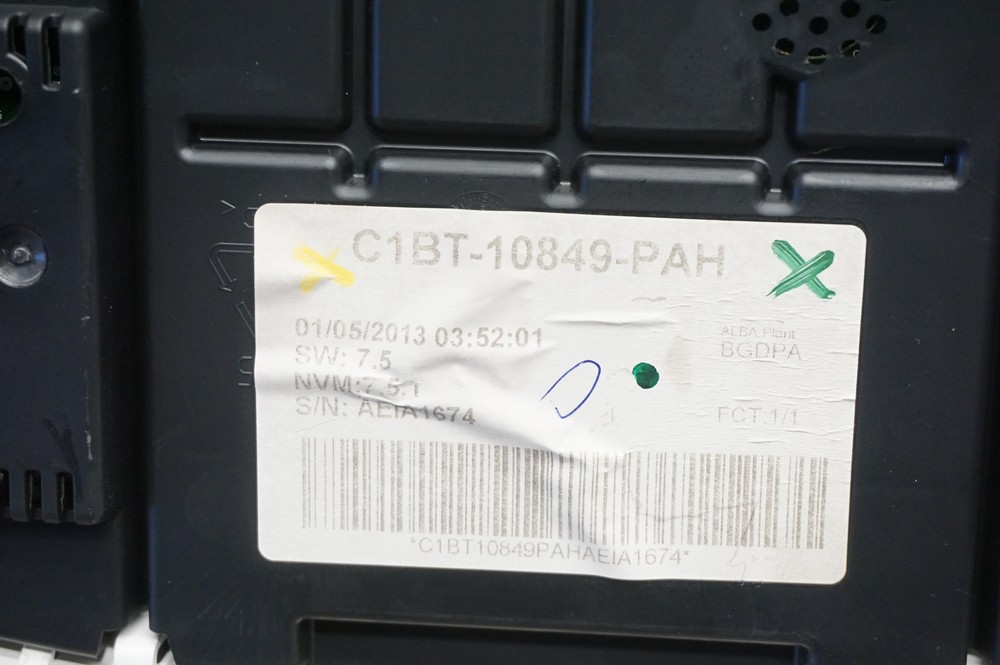 C1BT-10849-PAH
01/05/2013 03:52:01
SW: 7.5
NVM:7.5.1
S/N: AEIA1674
ALBA Plant
BGDPA
FCT 1/1
*C1BT10849PAHAEIA1674*